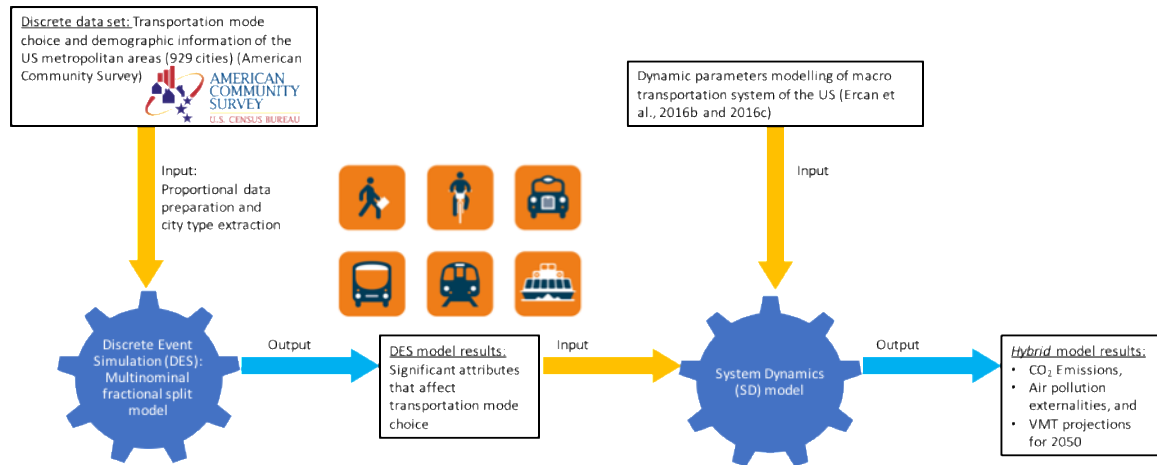 Discrete data set: Transportation mode
choice and demographic information of the
US metropolitan areas (929 cities) (American
Community Survey)
AMERICAN
COMMUNITY
SURVEY
U.S. CENSUS BUREAU
Dynamic parameters modelling of macro
transportation system of the US (Ercan et
al., 2016b and 2016c)
Input:
Proportional data
preparation and
city type extraction
Input
Discrete Event
Simulation (DES):
Multinominal
fractional split
model
Output
DES model results:
Significant attributes
that affect
transportation mode
choice
Input
System Dynamics
(SD) model
Output
Hybrid model results:
• CO₂ Emissions,
• Air pollution
externalities, and
• VMT projections
for 2050